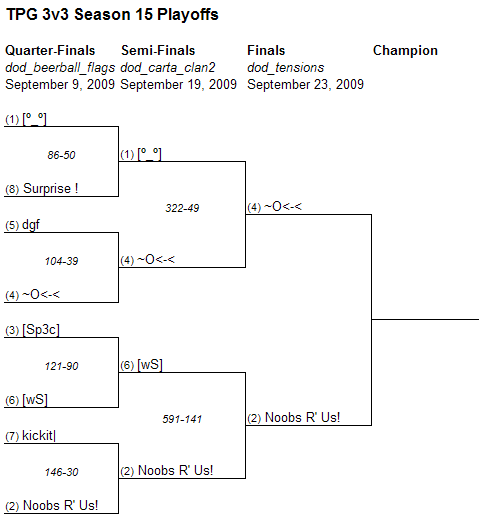 TPG 3v3 Season 15 Playoffs
Quarter-Finals Semi-Finals Finals Champion
dod_beerball_flags dod_carta_clan2 dod_tensions
September 9, 2009 September 19, 2009 September 23, 2009
(1) [º_º]
86-50
(1) [º_º]
(8) Surprise !
322-49
(4) ~O<-<
(5) dgf
104-39
(4) ~O<-<
(4) ~O<-<
(3) [Sp3c]
121-90
(6) [wS]
(6) [wS]
591-141
(2) Noobs R' Us!
(7) kickit|
146-30
(2) Noobs R' Us!
(2) Noobs R' Us!